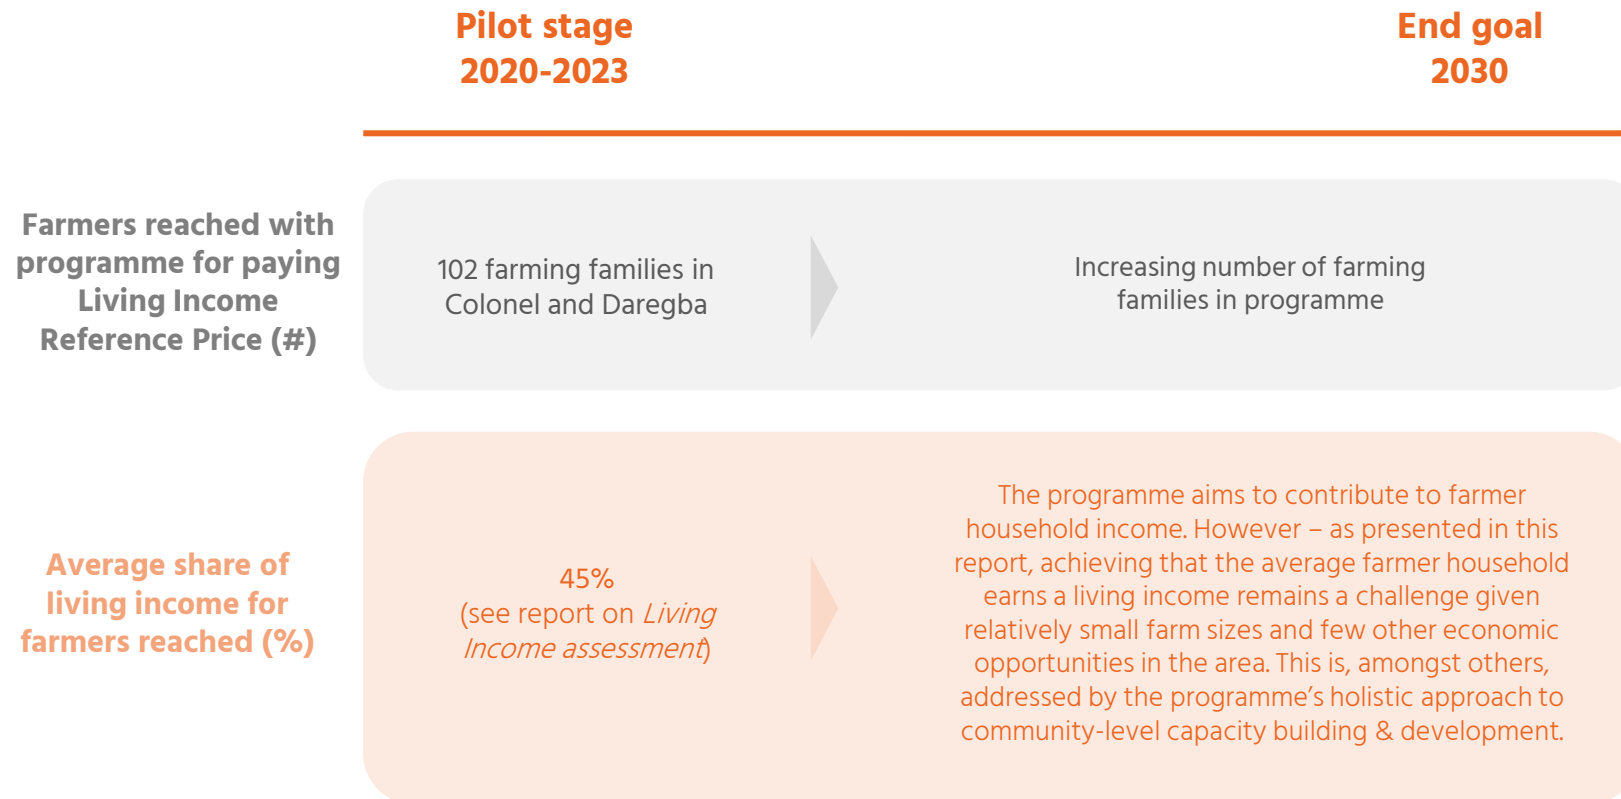 Pilot stage
2020-2023
End goal
2030
Farmers reached with
programme for paying
Living Income
Reference Price (#)
102 farming families in
Colonel and Daregba
Increasing number of farming
families in programme
Average share of
living income for
farmers reached (%)
45%
(see report on Living
Income assessment)
The programme aims to contribute to farmer
household income. However – as presented in this
report, achieving that the average farmer household
earns a living income remains a challenge given
relatively small farm sizes and few other economic
opportunities in the area. This is, amongst others,
addressed by the programme’s holistic approach to
community-level capacity building & development.